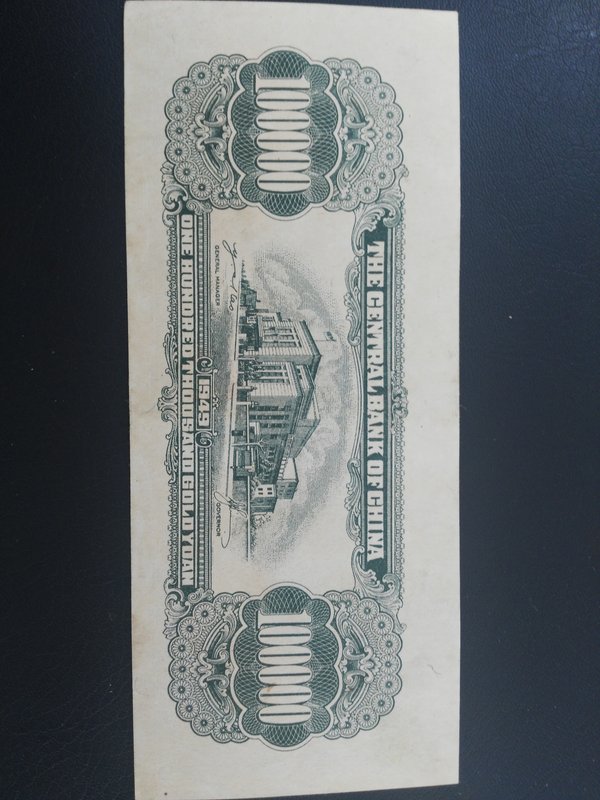 THE CENTRAL BANK OF CHINA
100000
100000
GENERAL MANAGER
GOVERNOR
1949
ONE HUNDRED THOUSAND GOLD YUAN